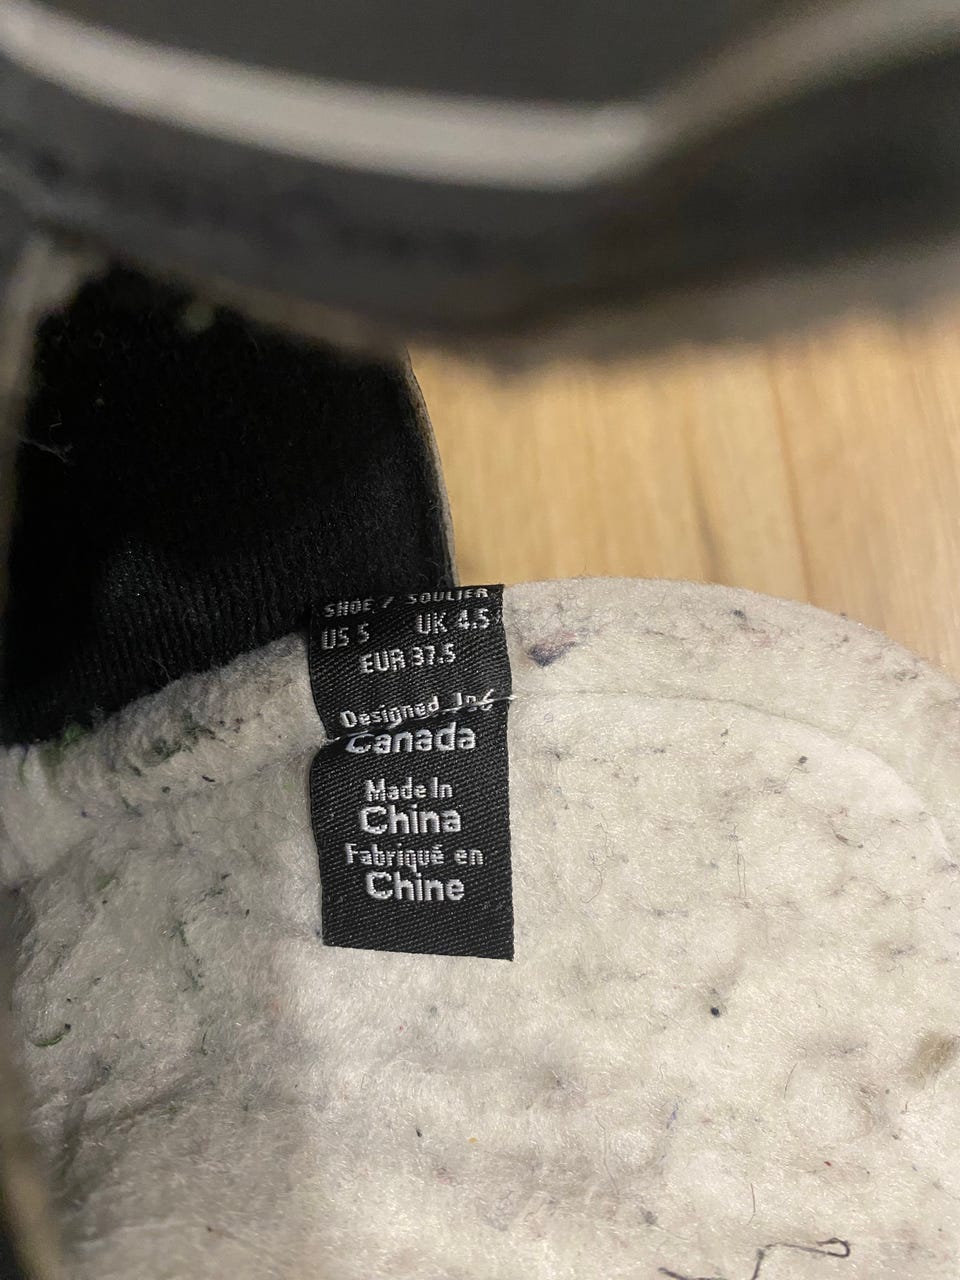 SHOE / SOULIER
US 5 UK 4.5
EUR 37.5
Designed In
Canada
Made In
China
Fabriqué en
Chine